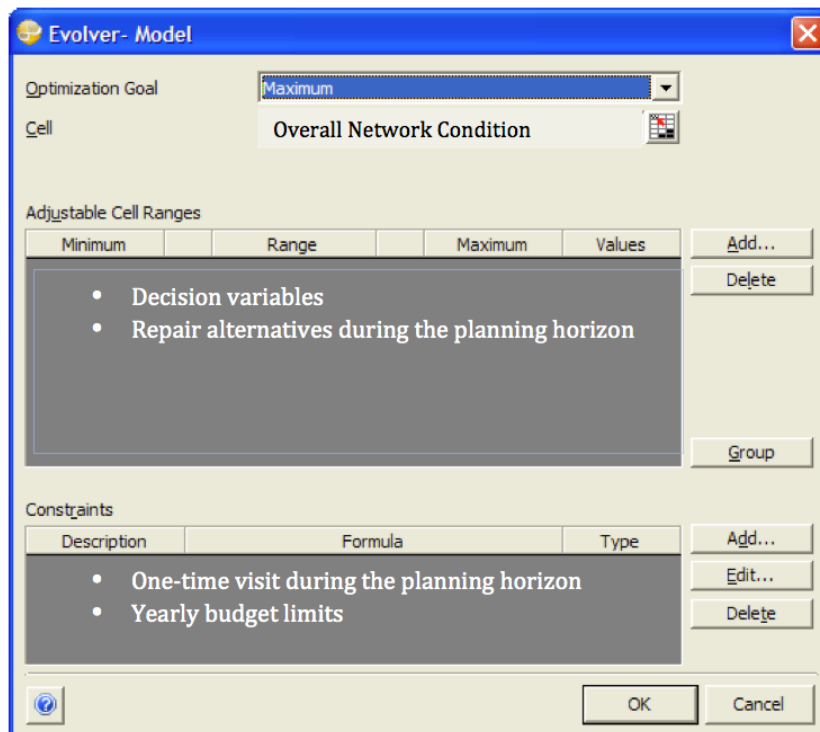 Evolver- Model
Optimization Goal
Maximum
Cell
Overall Network Condition
Adjustable Cell Ranges
Minimum Range Maximum Values
Add...
Delete
• Decision variables
• Repair alternatives during the planning horizon
Group
Constraints
Description Formula Type
Add...
Edit...
Delete
• One-time visit during the planning horizon
• Yearly budget limits
OK Cancel